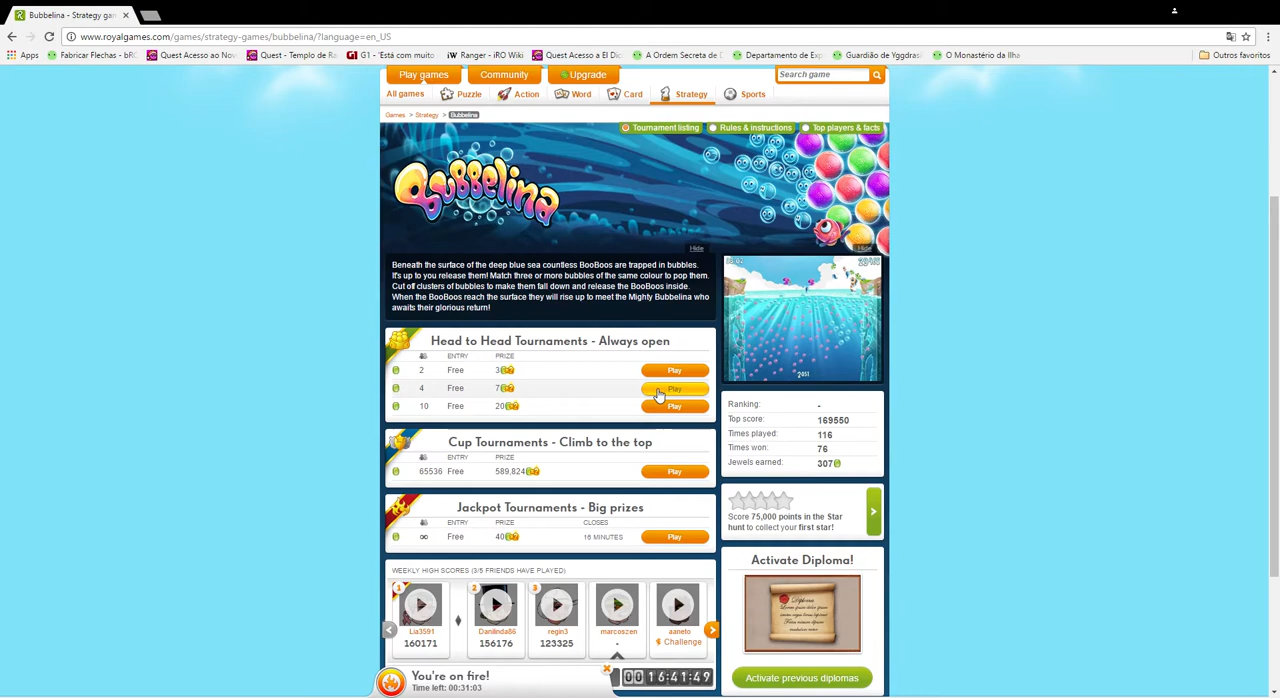 Bubbelina - Strategy gam
www.royalgames.com/games/strategy-games/bubbelina/?language=en_US
Apps Fabricar Flechas - bRO Quest Acesso ao Nov Quest - Templo de Ra G1 - 'Está com muito iW Ranger - iRO Wiki Quest Acesso a El Dic A Ordem Secreta de D Departamento de Exp Guardião de Yggdrasi O Monastério da Ilha Outros favoritos
Play games Community Upgrade Search game
All games Puzzle Action Word Card Strategy Sports
Games > Strategy > Bubbelina
Tournament listing Rules & instructions Top players & facts
Bubbelina
Hide Hide
Beneath the surface of the deep blue sea countless BooBoos are trapped in bubbles.
It's up to you release them! Match three or more bubbles of the same colour to pop them.
Cut off clusters of bubbles to make them fall down and release the BooBoos inside.
When the BooBoos reach the surface they will rise up to meet the Mighty Bubbelina who
awaits their glorious return!
2451
Head to Head Tournaments - Always open
ENTRY PRIZE
2 Free 3 Play
4 Free 7 Play
10 Free 20 Play
Cup Tournaments - Climb to the top
ENTRY PRIZE
65536 Free 589,824 Play
Jackpot Tournaments - Big prizes
ENTRY PRIZE CLOSES
∞ Free 40 16 MINUTES Play
Ranking: -
Top score: 169550
Times played: 116
Times won: 76
Jewels earned: 307
Score 75,000 points in the Star
hunt to collect your first star!
Activate Diploma!
Diploma
Activate previous diplomas
WEEKLY HIGH SCORES (3/5 FRIENDS HAVE PLAYED)
1 2 3
Lia3591 Danilinda86 regin3 marcoszen aaneto
160171 156176 123325 - Challenge
You're on fire!
Time left: 00:31:03
00 16:41:49